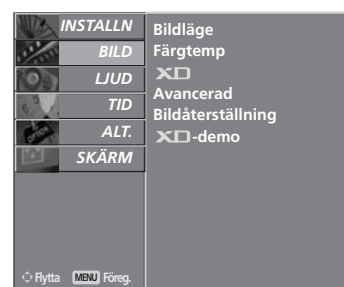 INSTALLN
BILD
LJUD
TID
ALT.
SKÄRM
Bildläge
Färgtemp
XD
Avancerad
Bildåterställning
XD-demo
Flytta MENU Föreg.